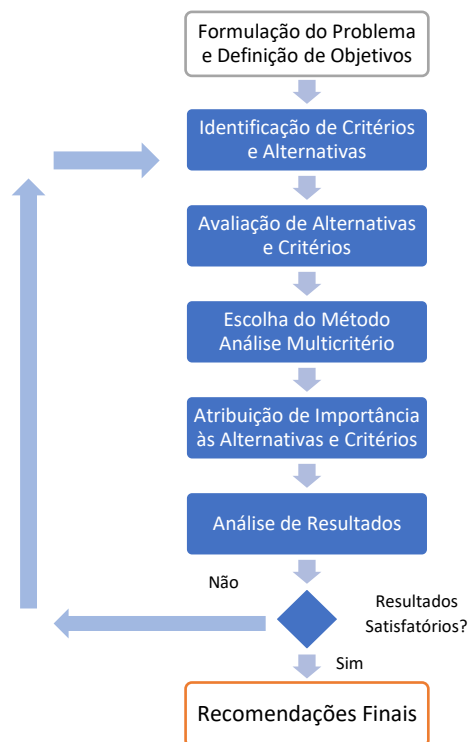 Formulação do Problema
e Definição de Objetivos
Identificação de Critérios
e Alternativas
Avaliação de Alternativas
e Critérios
Escolha do Método
Análise Multicritério
Atribuição de Importância
às Alternativas e Critérios
Análise de Resultados
Não
Resultados
Satisfatórios?
Sim
Recomendações Finais